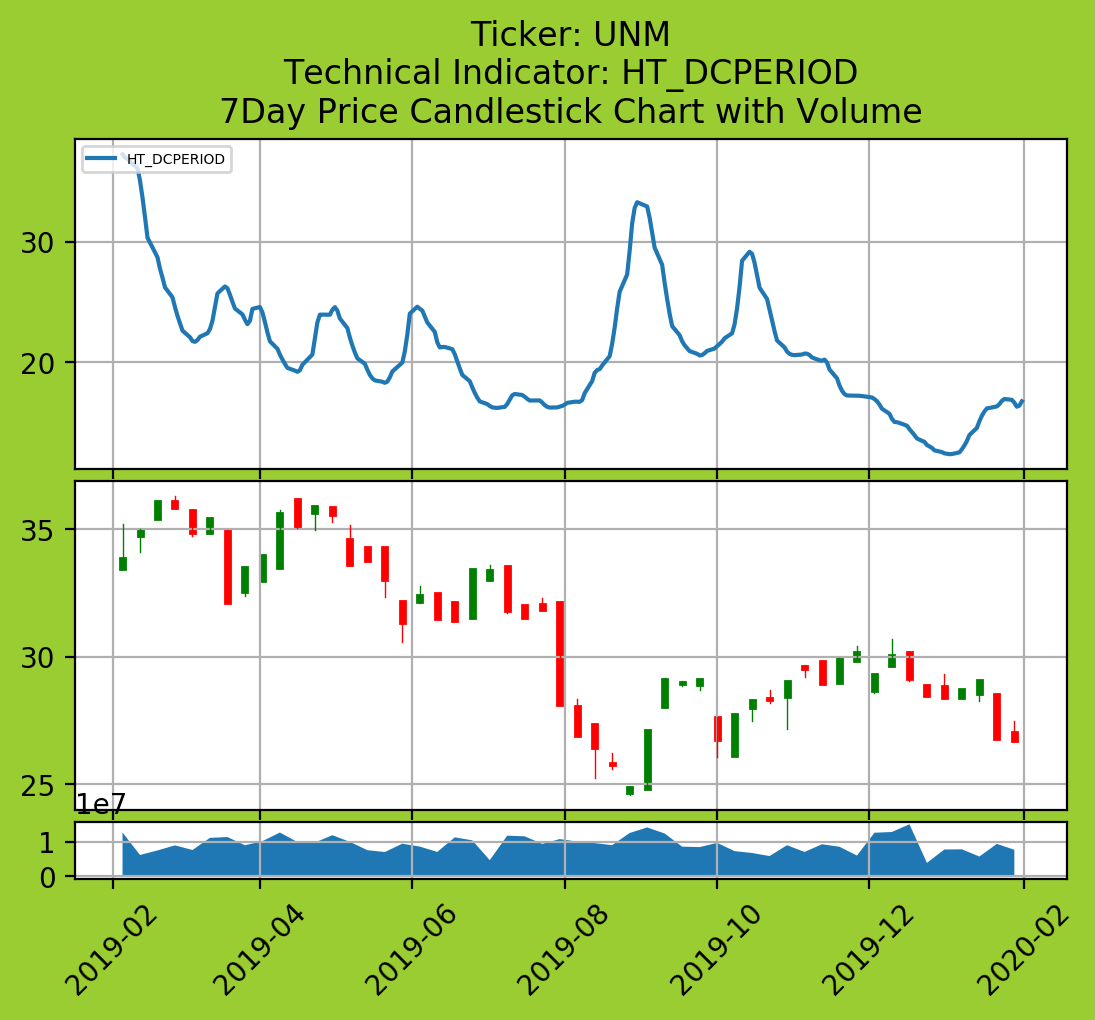 Ticker: UNM
Technical Indicator: HT_DCPERIOD
7Day Price Candlestick Chart with Volume
HT_DCPERIOD
30
20
35
30
25
1e7
1
0
2019-02
2019-04
2019-06
2019-08
2019-10
2019-12
2020-02